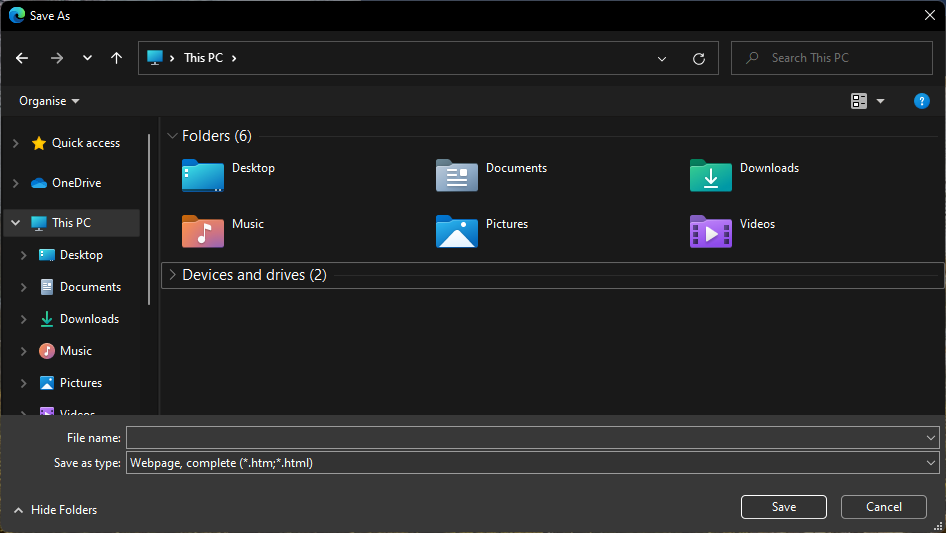 Save As
This PC
Search This PC
Organise
?
Quick access
OneDrive
This PC
Desktop
Documents
Downloads
Music
Pictures
Videos
Folders (6)
Desktop
Documents
Downloads
Music
Pictures
Videos
Devices and drives (2)
File name:
Save as type: Webpage, complete (*.htm;*.html)
Hide Folders
Save
Cancel